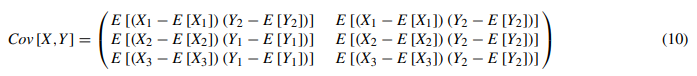 Cov[X,Y] = ( E[(X₁ − E[X₁])(Y₂ − E[Y₂])] E[(X₁ − E[X₁])(Y₂ − E[Y₂])]
E[(X₂ − E[X₂])(Y₁ − E[Y₁])] E[(X₂ − E[X₂])(Y₂ − E[Y₂])]
E[(X₃ − E[X₃])(Y₁ − E[Y₁])] E[(X₃ − E[X₃])(Y₂ − E[Y₂])] ) (10)